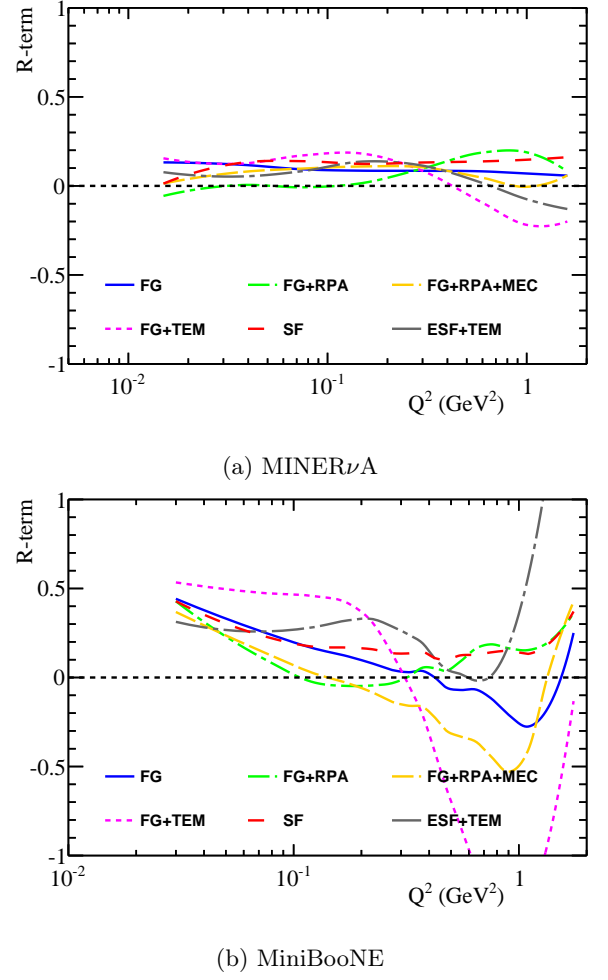 R-term
1
0.5
0
-0.5
-1
FG
FG+RPA
FG+RPA+MEC
FG+TEM
SF
ESF+TEM
10^-2
10^-1
1
Q^2 (GeV^2)
(a) MINERνA
R-term
1
0.5
0
-0.5
-1
FG
FG+RPA
FG+RPA+MEC
FG+TEM
SF
ESF+TEM
10^-2
10^-1
1
Q^2 (GeV^2)
(b) MiniBooNE